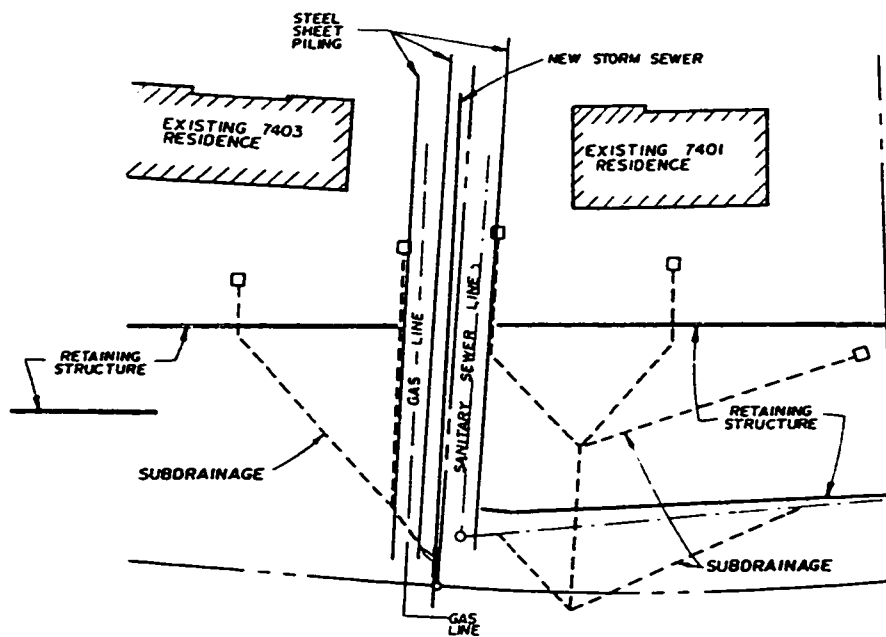 STEEL
SHEET
PILING
NEW STORM SEWER
EXISTING 7403
RESIDENCE
EXISTING 7401
RESIDENCE
GAS LINE
SANITARY SEWER LINE
RETAINING
STRUCTURE
RETAINING
STRUCTURE
SUBDRAINAGE
SUBDRAINAGE
GAS
LINE